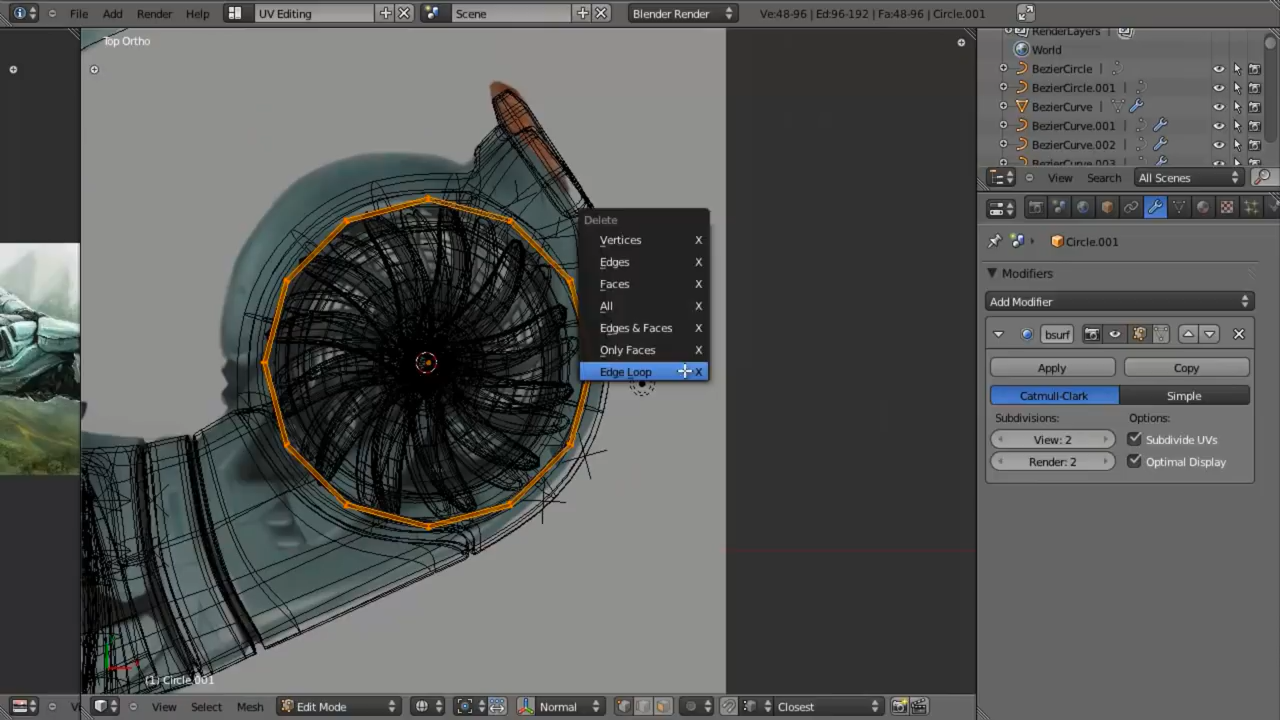 File Add Render Help UV Editing Scene Blender Render Ve:48-96 | Ed:96-192 | Fa:48-96 | Circle.001
Top Ortho
RenderLayers |
World
BezierCircle |
BezierCircle.001 |
BezierCurve |
BezierCurve.001 |
BezierCurve.002 |
BezierCurve.003
View Search All Scenes
Delete
Vertices X
Edges X
Faces X
All X
Edges & Faces X
Only Faces X
Edge Loop X
Circle.001
Modifiers
Add Modifier
bsurf
Apply Copy
Catmull-Clark Simple
Subdivisions: Options:
View: 2 Subdivide UVs
Render: 2 Optimal Display
(1) Circle.001
Vi View Select Mesh Edit Mode Normal Closest